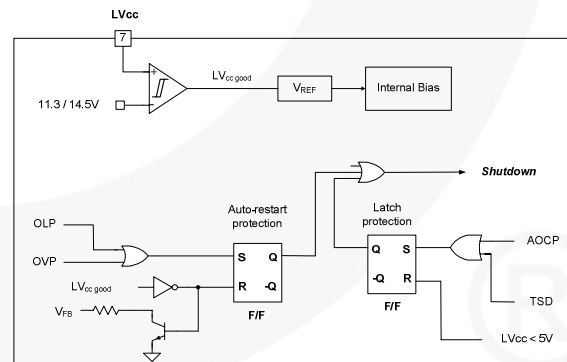 LVcc
7
+
LVcc good
VREF
Internal Bias
11.3 / 14.5V
-
Shutdown
Auto-restart
protection
Latch
protection
OLP
OVP
S Q
R -Q
F/F
Q S
-Q R
F/F
AOCP
TSD
LVcc good
VFB
LVcc < 5V
®